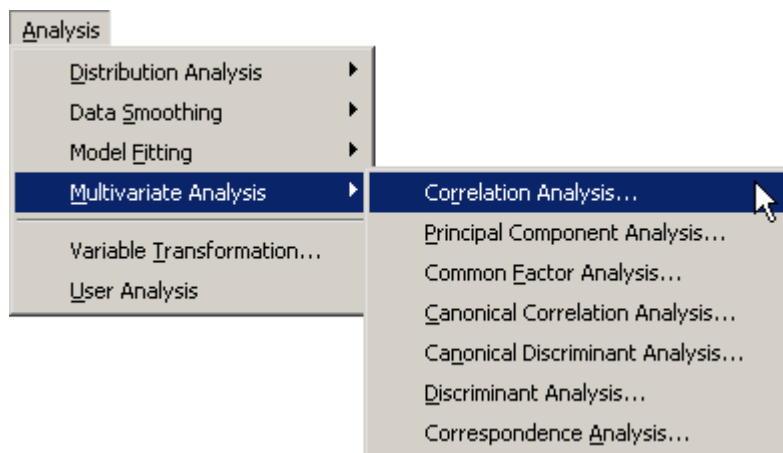 Analysis
Distribution Analysis
Data Smoothing
Model Fitting
Multivariate Analysis
Variable Transformation...
User Analysis
Correlation Analysis...
Principal Component Analysis...
Common Factor Analysis...
Canonical Correlation Analysis...
Canonical Discriminant Analysis...
Discriminant Analysis...
Correspondence Analysis...